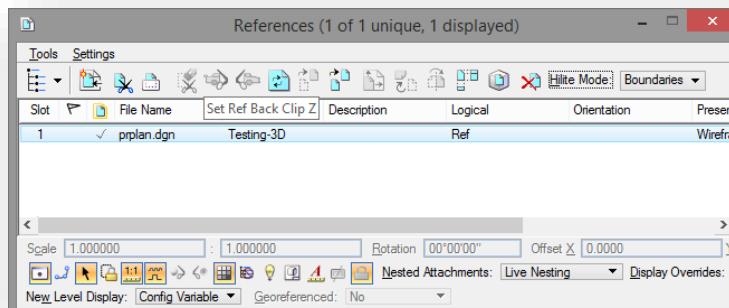 References (1 of 1 unique, 1 displayed)
Tools Settings
Hilite Mode: Boundaries
Slot File Name Description Logical Orientation Presen
Set Ref Back Clip Z
1 prplan.dgn Testing-3D Ref Wirefra
Scale 1.000000 : 1.000000 Rotation 00°00'00" Offset X 0.0000
1:1 Nested Attachments: Live Nesting Display Overrides:
New Level Display: Config Variable Georeferenced: No